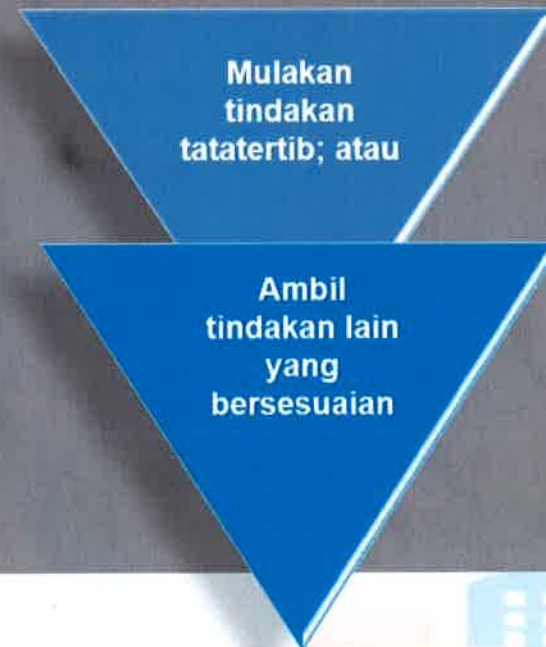 Mulakan
tindakan
tatatertib; atau
Ambil
tindakan lain
yang
bersesuaian